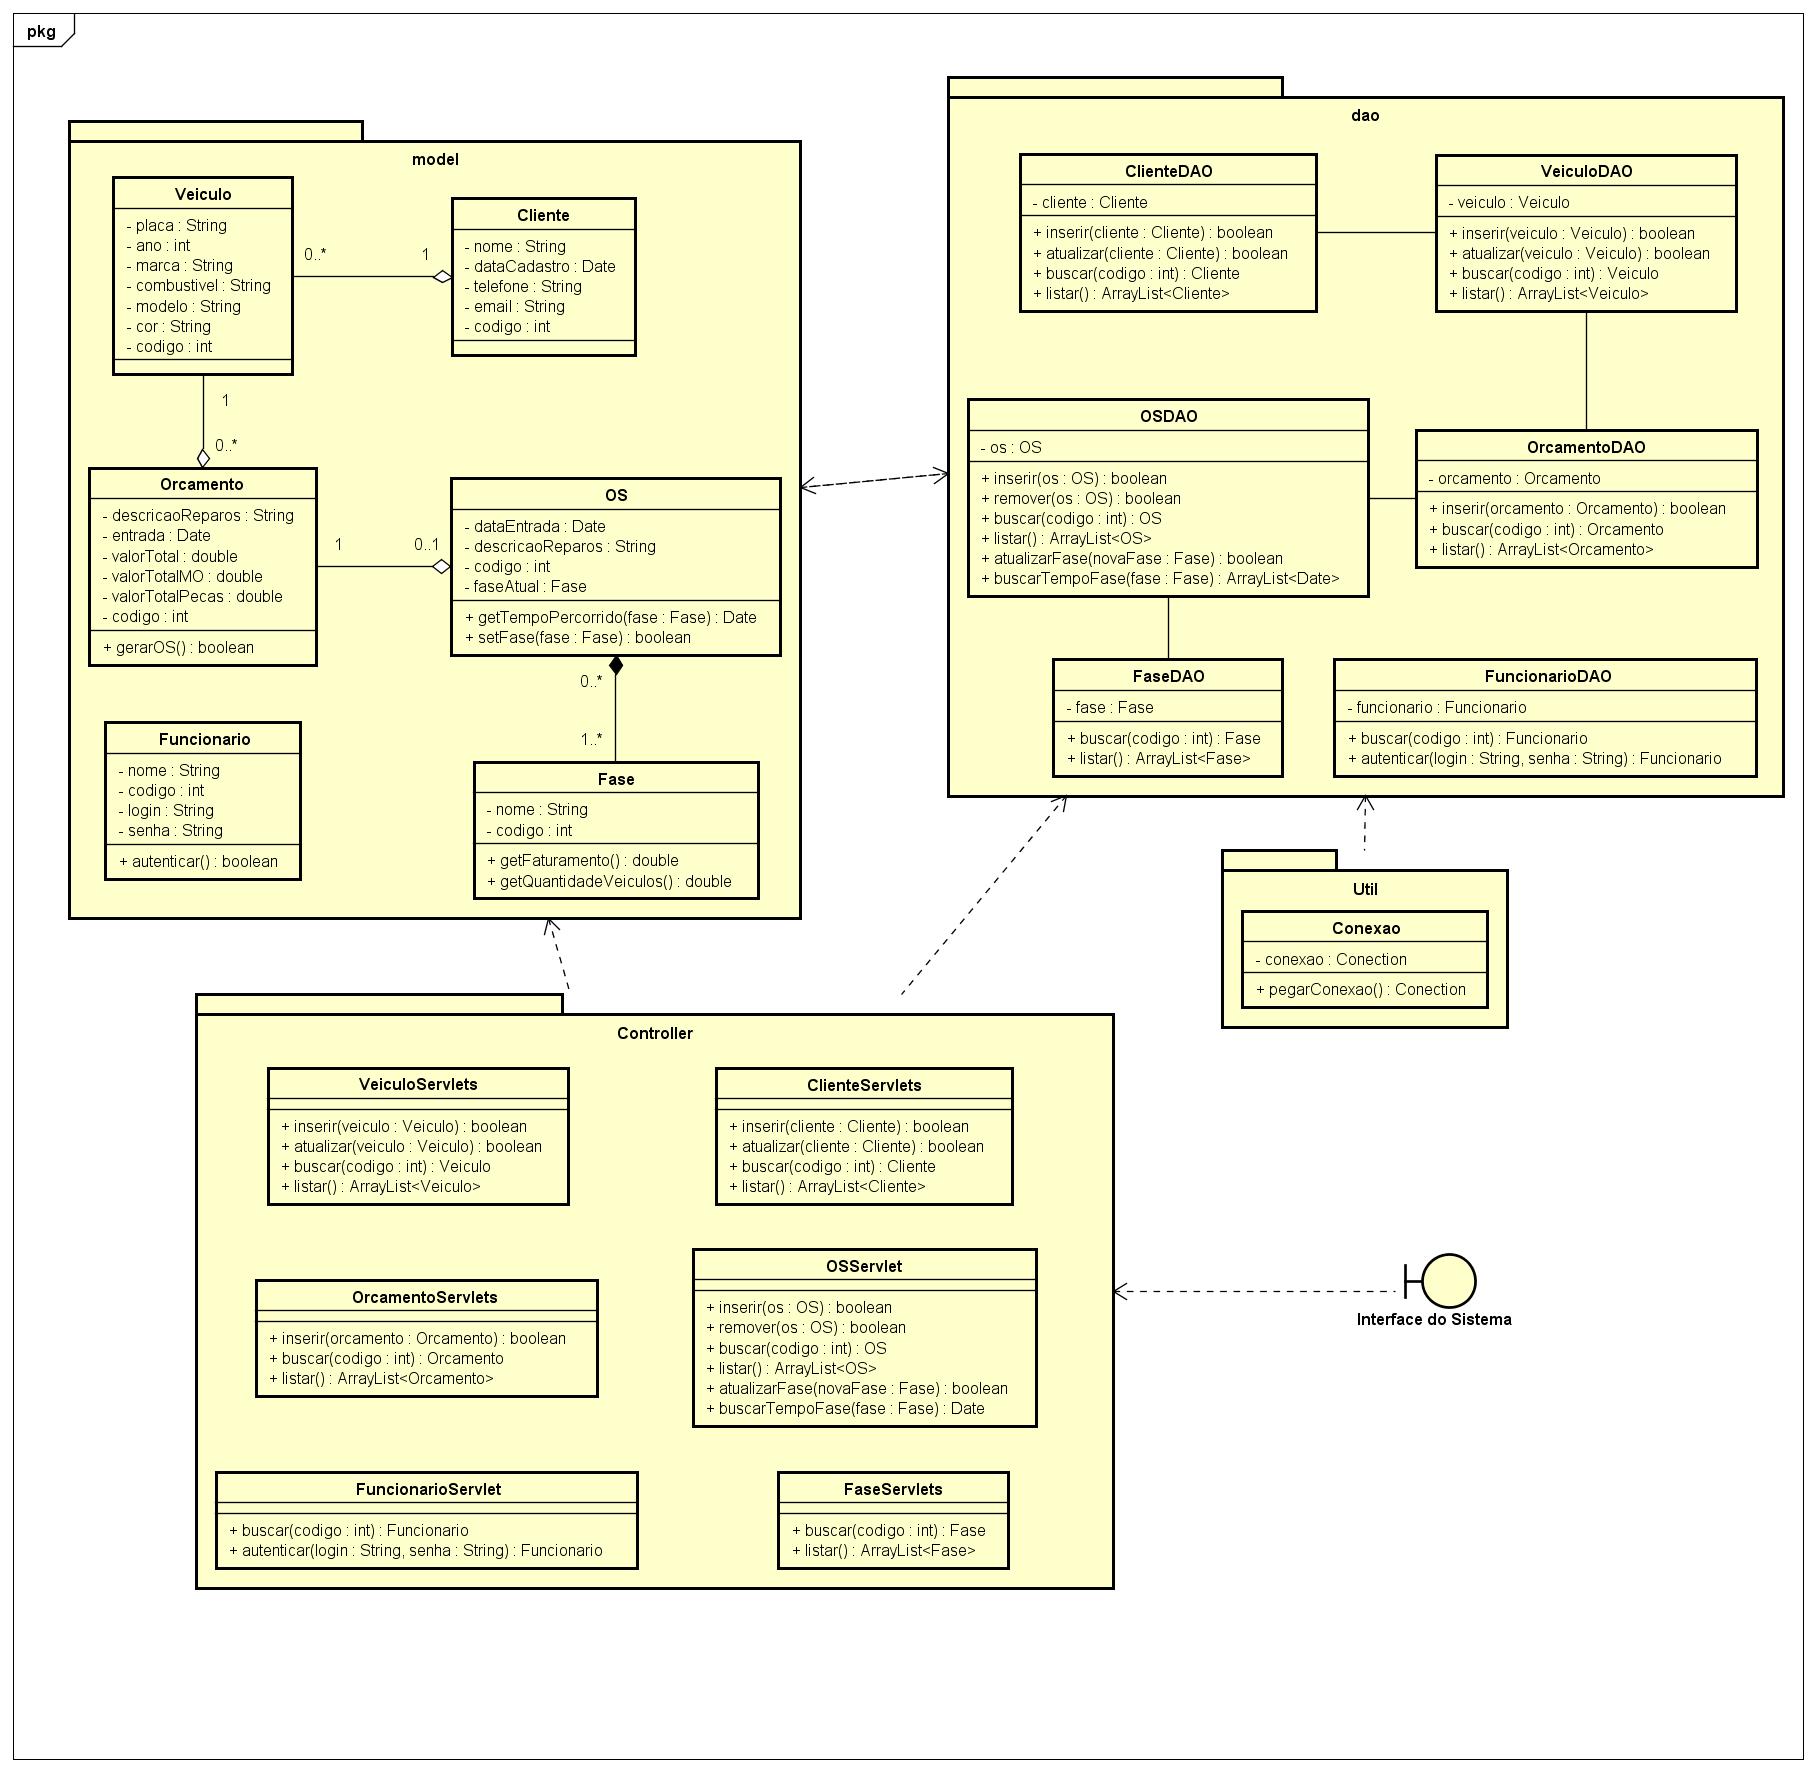 pkg
model
Veiculo
- placa : String
- ano : int
- marca : String
- combustivel : String
- modelo : String
- cor : String
- codigo : int
0..*
1
Cliente
- nome : String
- dataCadastro : Date
- telefone : String
- email : String
- codigo : int
1
0..*
Orcamento
- descricaoReparos : String
- entrada : Date
- valorTotal : double
- valorTotalMO : double
- valorTotalPecas : double
- codigo : int
+ gerarOS() : boolean
1
0..1
OS
- dataEntrada : Date
- descricaoReparos : String
- codigo : int
- faseAtual : Fase
+ getTempoPercorrido(fase : Fase) : Date
+ setFase(fase : Fase) : boolean
0..*
1..*
Funcionario
- nome : String
- codigo : int
- login : String
- senha : String
+ autenticar() : boolean
Fase
- nome : String
- codigo : int
+ getFaturamento() : double
+ getQuantidadeVeiculos() : double
dao
ClienteDAO
- cliente : Cliente
+ inserir(cliente : Cliente) : boolean
+ atualizar(cliente : Cliente) : boolean
+ buscar(codigo : int) : Cliente
+ listar() : ArrayList<Cliente>
VeiculoDAO
- veiculo : Veiculo
+ inserir(veiculo : Veiculo) : boolean
+ atualizar(veiculo : Veiculo) : boolean
+ buscar(codigo : int) : Veiculo
+ listar() : ArrayList<Veiculo>
OSDAO
- os : OS
+ inserir(os : OS) : boolean
+ remover(os : OS) : boolean
+ buscar(codigo : int) : OS
+ listar() : ArrayList<OS>
+ atualizarFase(novaFase : Fase) : boolean
+ buscarTempoFase(fase : Fase) : ArrayList<Date>
OrcamentoDAO
- orcamento : Orcamento
+ inserir(orcamento : Orcamento) : boolean
+ buscar(codigo : int) : Orcamento
+ listar() : ArrayList<Orcamento>
FaseDAO
- fase : Fase
+ buscar(codigo : int) : Fase
+ listar() : ArrayList<Fase>
FuncionarioDAO
- funcionario : Funcionario
+ buscar(codigo : int) : Funcionario
+ autenticar(login : String, senha : String) : Funcionario
Util
Conexao
- conexao : Conection
+ pegarConexao() : Conection
Controller
VeiculoServlets
+ inserir(veiculo : Veiculo) : boolean
+ atualizar(veiculo : Veiculo) : boolean
+ buscar(codigo : int) : Veiculo
+ listar() : ArrayList<Veiculo>
ClienteServlets
+ inserir(cliente : Cliente) : boolean
+ atualizar(cliente : Cliente) : boolean
+ buscar(codigo : int) : Cliente
+ listar() : ArrayList<Cliente>
OrcamentoServlets
+ inserir(orcamento : Orcamento) : boolean
+ buscar(codigo : int) : Orcamento
+ listar() : ArrayList<Orcamento>
OSServlet
+ inserir(os : OS) : boolean
+ remover(os : OS) : boolean
+ buscar(codigo : int) : OS
+ listar() : ArrayList<OS>
+ atualizarFase(novaFase : Fase) : boolean
+ buscarTempoFase(fase : Fase) : Date
FuncionarioServlet
+ buscar(codigo : int) : Funcionario
+ autenticar(login : String, senha : String) : Funcionario
FaseServlets
+ buscar(codigo : int) : Fase
+ listar() : ArrayList<Fase>
Interface do Sistema